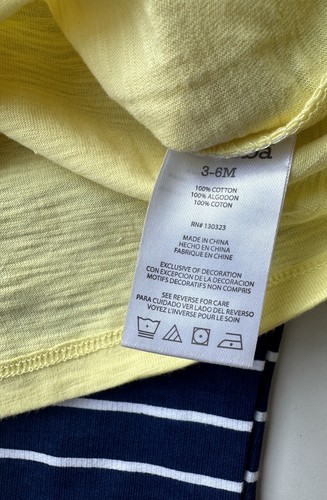 3-6M
100% COTTON
100% ALGODON
100% COTON
RN# 130323
MADE IN CHINA
HECHO EN CHINA
FABRIQUE EN CHINE
EXCLUSIVE OF DECORATION
CON EXCEPCION DE LA DECORACION
MOTIFS DECORATIFS NON COMPRIS
SEE REVERSE FOR CARE
PARA CUIDADO VER LADO DEL REVERSO
VOYEZ L'INVERSE POUR LE SOIN